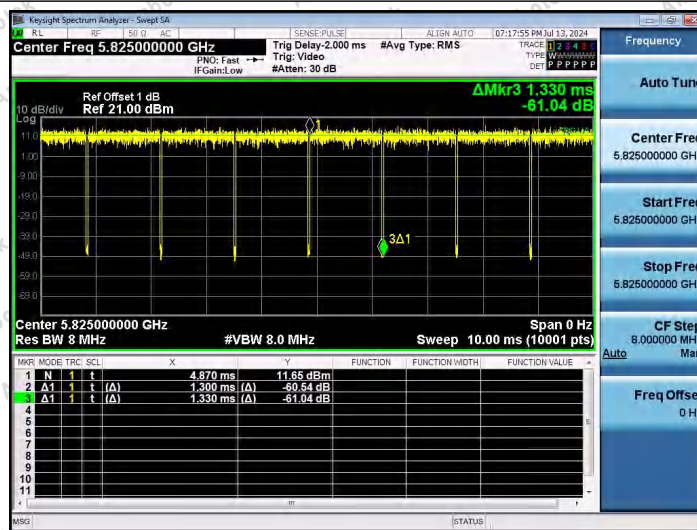 Keysight Spectrum Analyzer - Swept SA
RL RF 50 Ω AC SENSE:PULSE ALIGN AUTO 07:17:55 PM Jul 13, 2024
Center Freq 5.825000000 GHz
PNO: Fast
IFGain:Low
Trig Delay-2.000 ms
Trig: Video
#Atten: 30 dB
#Avg Type: RMS
TRACE 1 2 3 4 5 6
TYPE W
DET P P P P P P
Ref Offset 1 dB
Ref 21.00 dBm
10 dB/div
Log
ΔMkr3 1.330 ms
-61.04 dB
11.0
1.00
-9.00
-19.0
-29.0
-39.0
-49.0
-59.0
-69.0
1
3Δ1
Center 5.825000000 GHz Span 0 Hz
Res BW 8 MHz #VBW 8.0 MHz Sweep 10.00 ms (10001 pts)
MKR MODE TRC SCL X Y FUNCTION FUNCTION WIDTH FUNCTION VALUE
1 N 1 t 4.870 ms 11.65 dBm
2 Δ1 1 t (Δ) 1.300 ms (Δ) -60.54 dB
3 Δ1 1 t (Δ) 1.330 ms (Δ) -61.04 dB
4
5
6
7
8
9
10
11
MSG STATUS
Frequency
Auto Tun
Center Fre
5.825000000 GH
Start Fre
5.825000000 GH
Stop Fre
5.825000000 GH
CF Ste
8.000000 MH
Auto Ma
Freq Offse
0 H